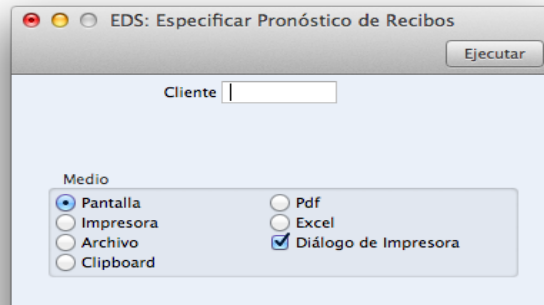 EDS: Especificar Pronóstico de Recibos
Ejecutar
Cliente
Medio
Pantalla
Impresora
Archivo
Clipboard
Pdf
Excel
Diálogo de Impresora